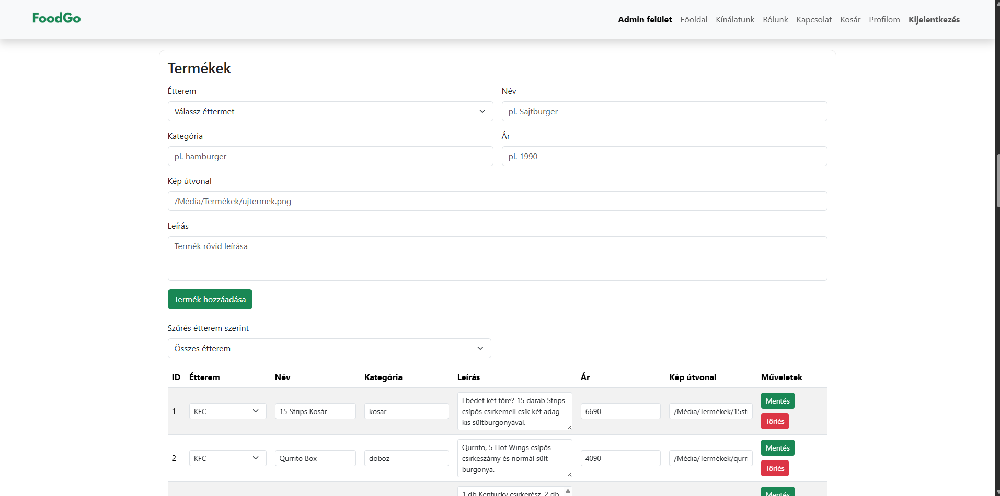 FoodGo
Admin felület Főoldal Kínálatunk Rólunk Kapcsolat Kosár Profilom Kijelentkezés
Termékek
Étterem Név
Válassz éttermet pl. Sajtburger
Kategória Ár
pl. hamburger pl. 1990
Kép útvonal
/Média/Termékek/ujtermek.png
Leírás
Termék rövid leírása
Termék hozzáadása
Szűrés étterem szerint
Összes étterem
ID Étterem Név Kategória Leírás Ár Kép útvonal Műveletek
1 KFC 15 Strips Kosár kosar
Ebédet két főre? 15 darab Strips
csípős csirkemell csík két adag
kis sültburgonyával.
6690 /Média/Termékek/15str
Mentés
Törlés
2 KFC Qurrito Box doboz
Qurrito, 5 Hot Wings csípős
csirkeszárny és normál sült
burgonya.
4090 /Média/Termékek/qurri
Mentés
Törlés
1 db Kentucky csirkerész, 2 db
Mentés